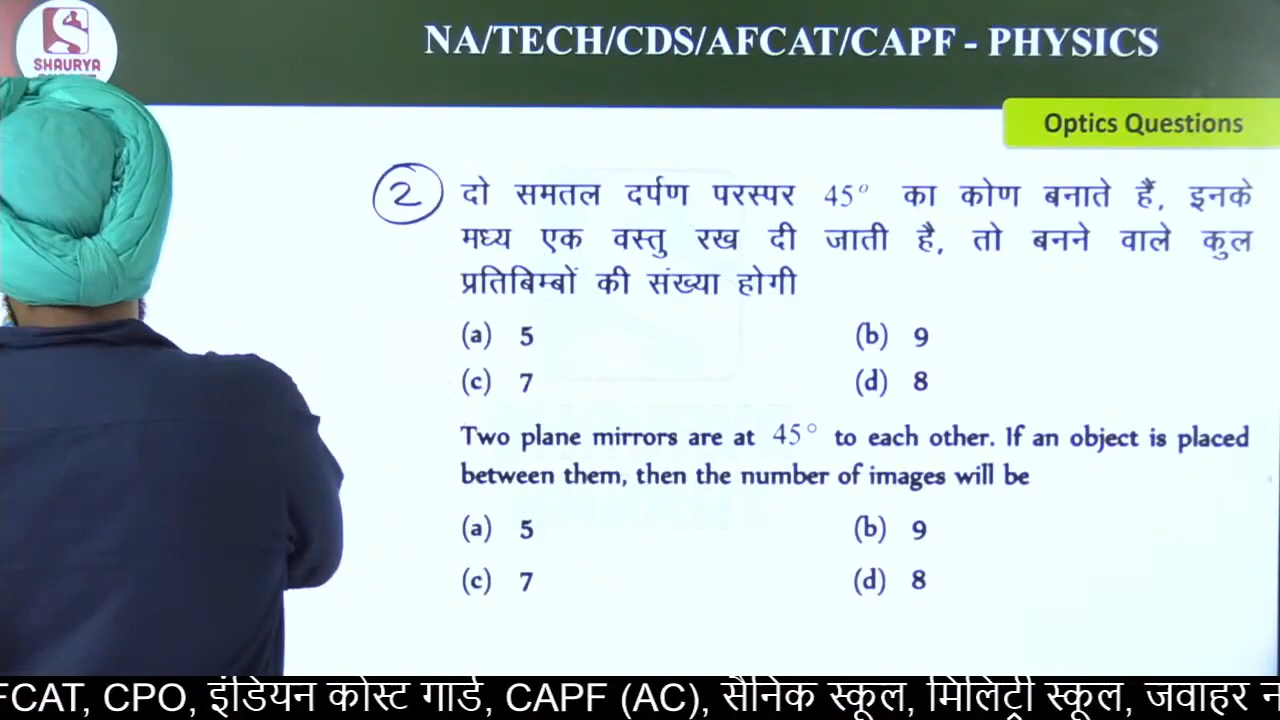 SHAURYA
NA/TECH/CDS/AFCAT/CAPF - PHYSICS
Optics Questions
2 दो समतल दर्पण परस्पर 45° का कोण बनाते हैं, इनके
मध्य एक वस्तु रख दी जाती है, तो बनने वाले कुल
प्रतिबिम्बों की संख्या होगी
(a) 5 (b) 9
(c) 7 (d) 8
Two plane mirrors are at 45° to each other. If an object is placed
between them, then the number of images will be
(a) 5 (b) 9
(c) 7 (d) 8
FCAT, CPO, इंडियन कोस्ट गार्ड, CAPF (AC), सैनिक स्कूल, मिलिट्री स्कूल, जवाहर न